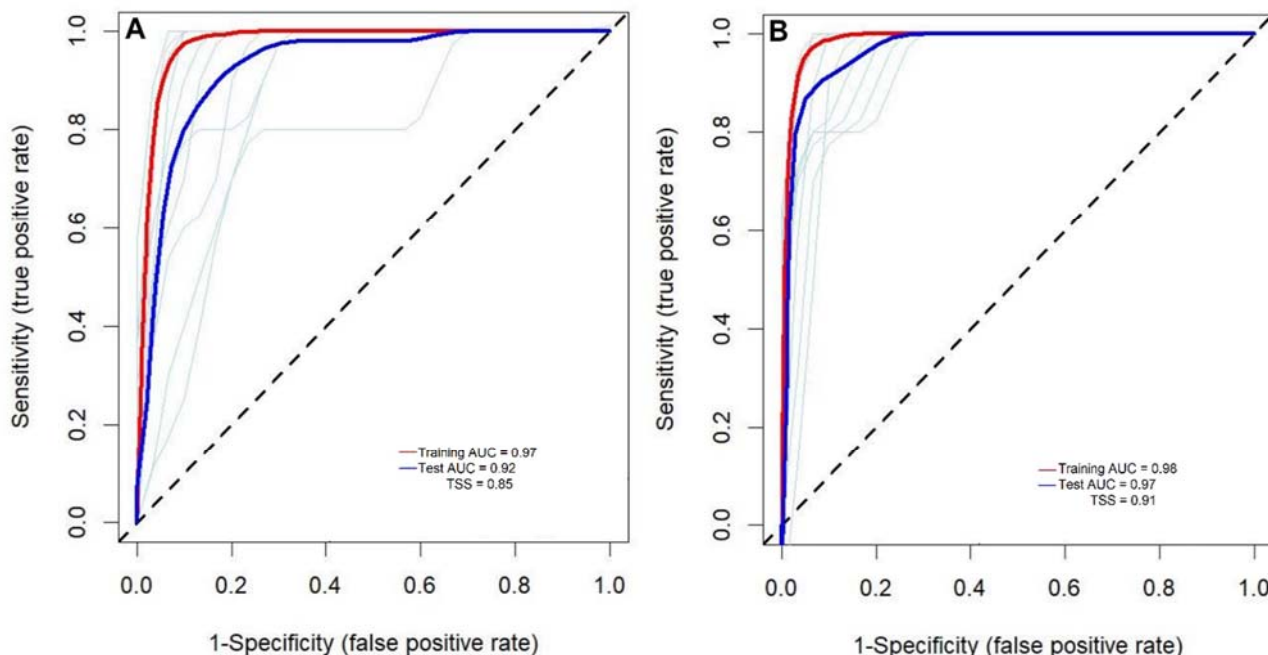 A
Sensitivity (true positive rate)
1.0
0.8
0.6
0.4
0.2
0.0
Training AUC = 0.97
Test AUC = 0.92
TSS = 0.85
0.0 0.2 0.4 0.6 0.8 1.0
1-Specificity (false positive rate)
B
Sensitivity (true positive rate)
1.0
0.8
0.6
0.4
0.2
0.0
Training AUC = 0.98
Test AUC = 0.97
TSS = 0.91
0.0 0.2 0.4 0.6 0.8 1.0
1-Specificity (false positive rate)